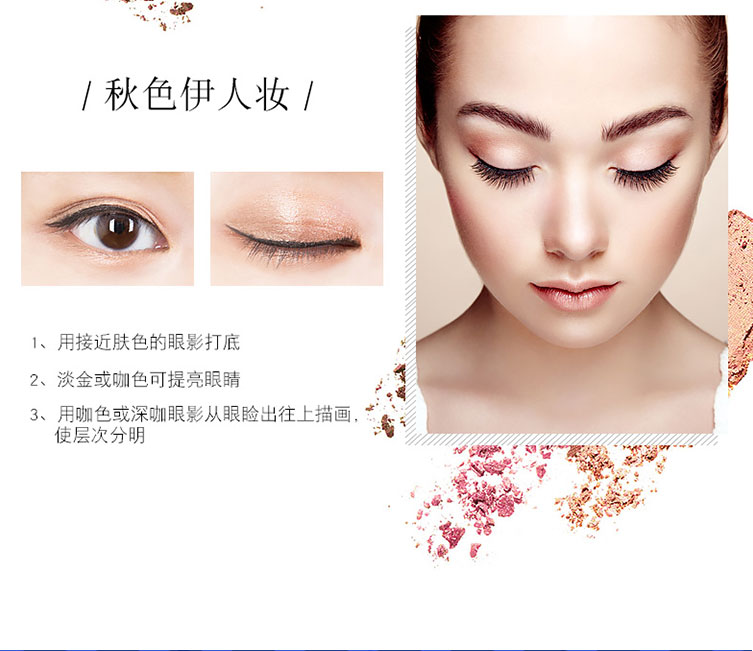 / 秋色伊人妆 /
1、用接近肤色的眼影打底
2、淡金或咖色可提亮眼睛
3、用咖色或深咖眼影从眼睑出往上描画，
使层次分明